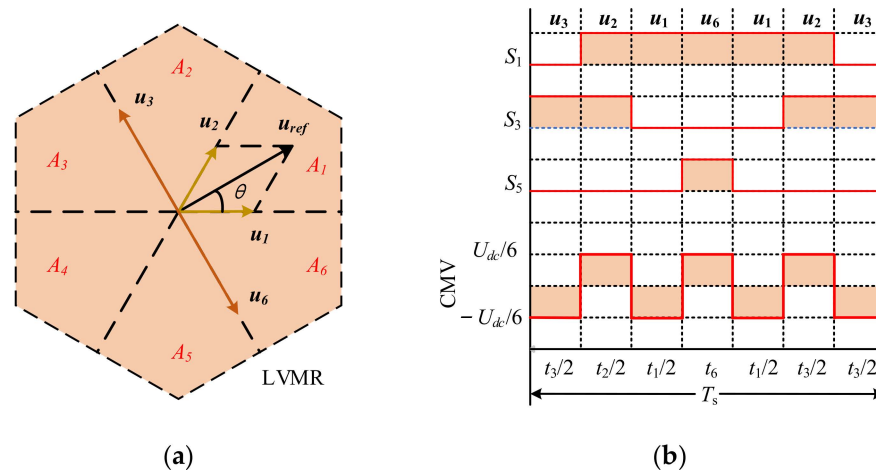 A2
u3
u2
uref
A3
A1
θ
u1
A4
A6
u6
A5
LVMR
(a)
u3 u2 u1 u6 u1 u2 u3
S1
S3
S5
Udc/6
CMV
− Udc/6
t3/2 t2/2 t1/2 t6 t1/2 t3/2 t3/2
Ts
(b)